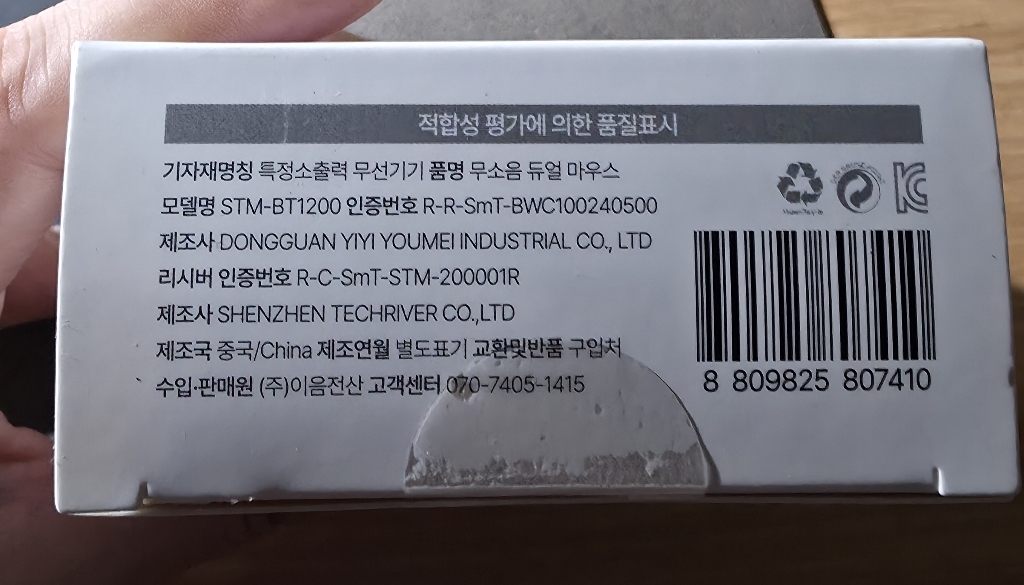 적합성 평가에 의한 품질표시
기자재명칭 특정소출력 무선기기 품명 무소음 듀얼 마우스
모델명 STM-BT1200 인증번호 R-R-SmT-BWC100240500
제조사 DONGGUAN YIYI YOUMEI INDUSTRIAL CO., LTD
리시버 인증번호 R-C-SmT-STM-200001R
제조사 SHENZHEN TECHRIVER CO.,LTD
제조국 중국/China 제조연월 별도표기 교환및반품 구입처
수입·판매원 (주)이음전산 고객센터 070-7405-1415
KC
8 809825 807410